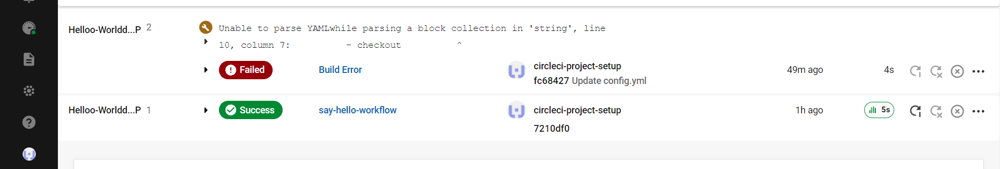 Helloo-Worldd...P 2
Unable to parse YAMLwhile parsing a block collection in 'string', line
10, column 7: - checkout ^
Failed Build Error circleci-project-setup 49m ago 4s
fc68427 Update config.yml
Helloo-Worldd...P 1 Success say-hello-workflow circleci-project-setup 1h ago 5s
7210df0